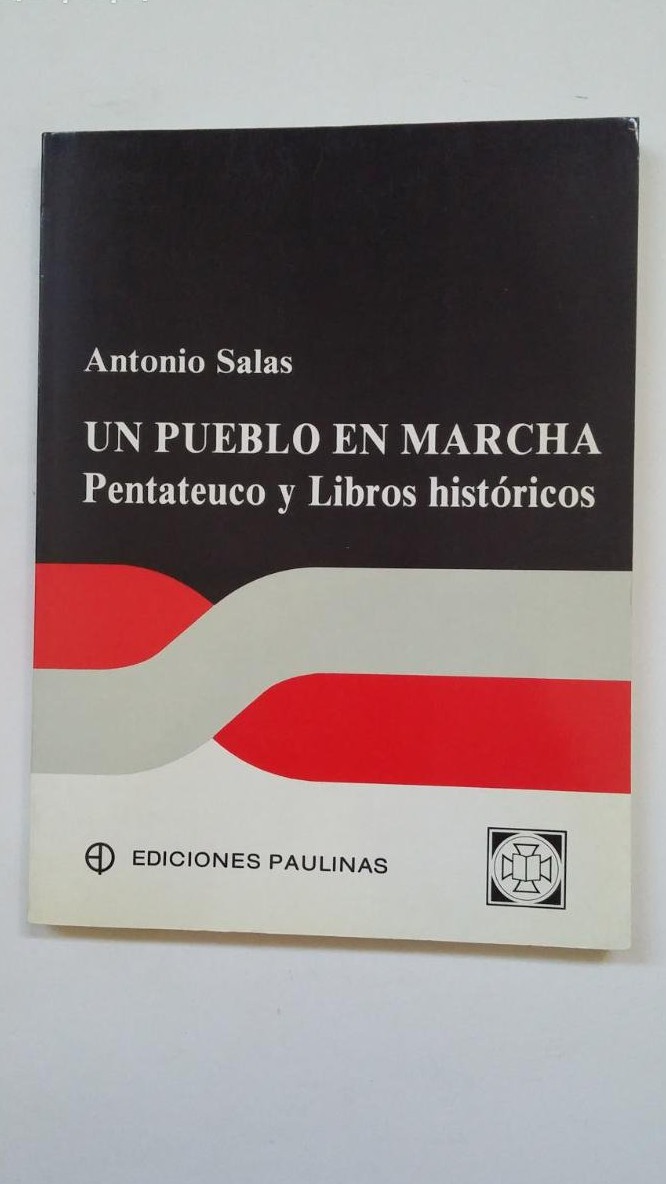 Antonio Salas
UN PUEBLO EN MARCHA
Pentateuco y Libros históricos
EDICIONES PAULINAS